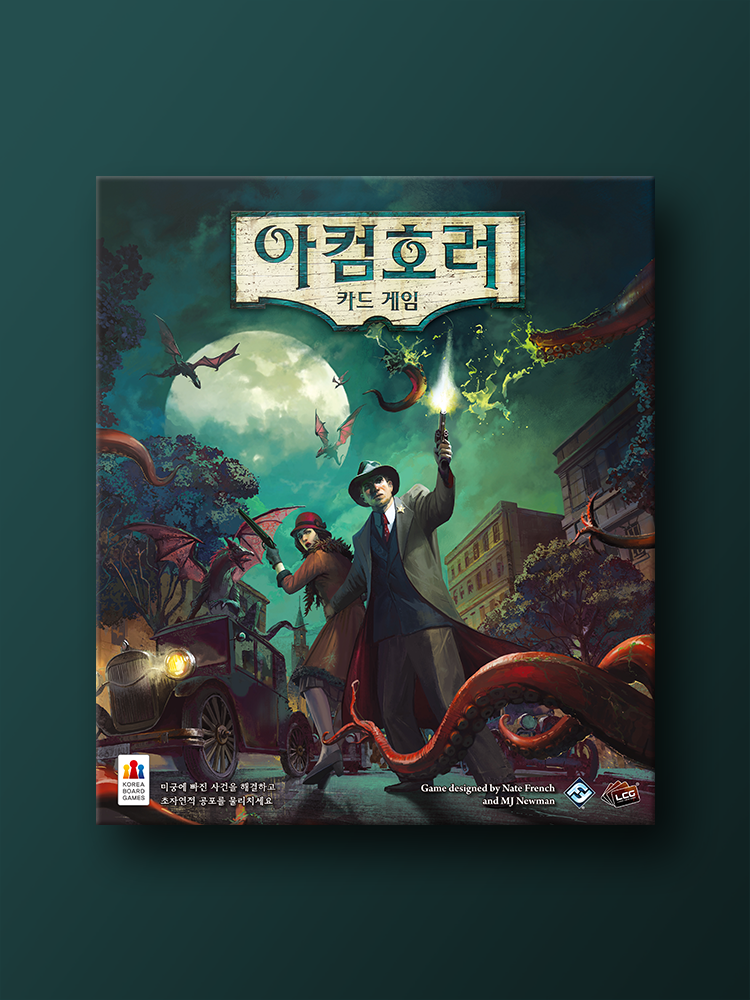 아컴호러
카드 게임
KOREA
BOARD
GAMES
미궁에 빠진 사건을 해결하고
초자연적 공포를 물리치세요
Game designed by Nate French
and MJ Newman
LCG